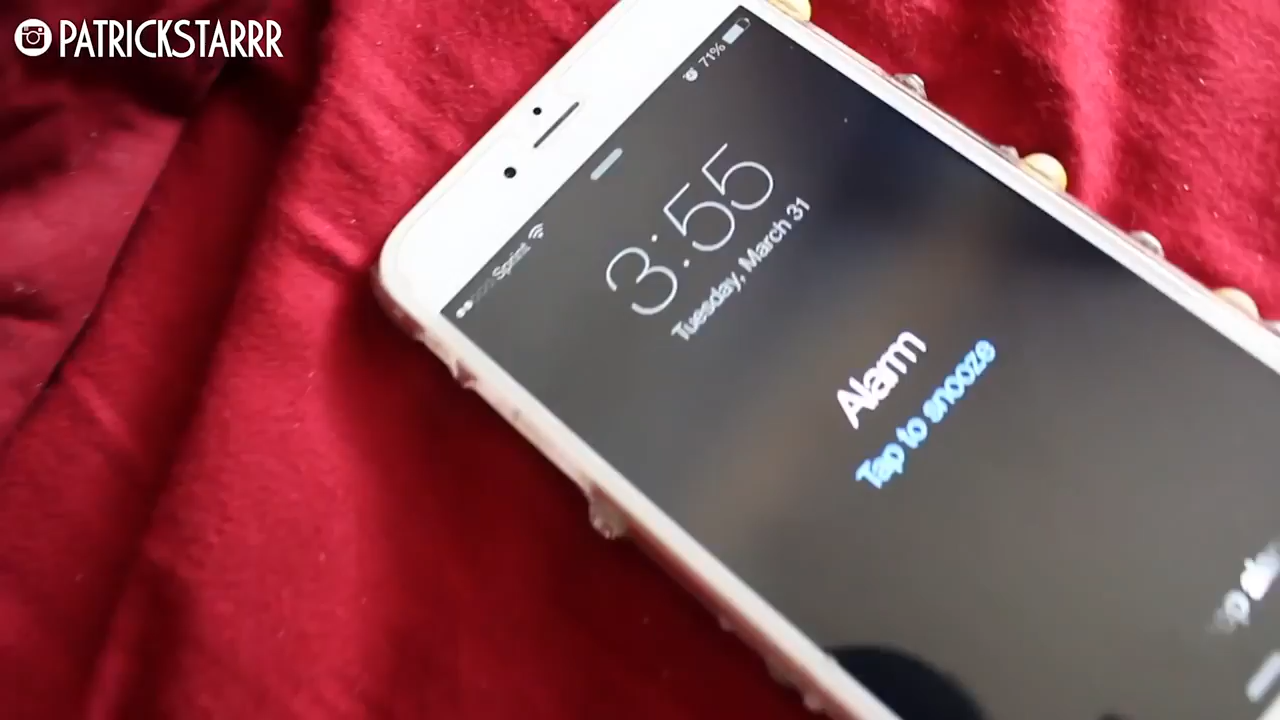 PATRICKSTARRR
71%
Sprint
3:55
Tuesday, March 31
Alarm
Tap to snooze